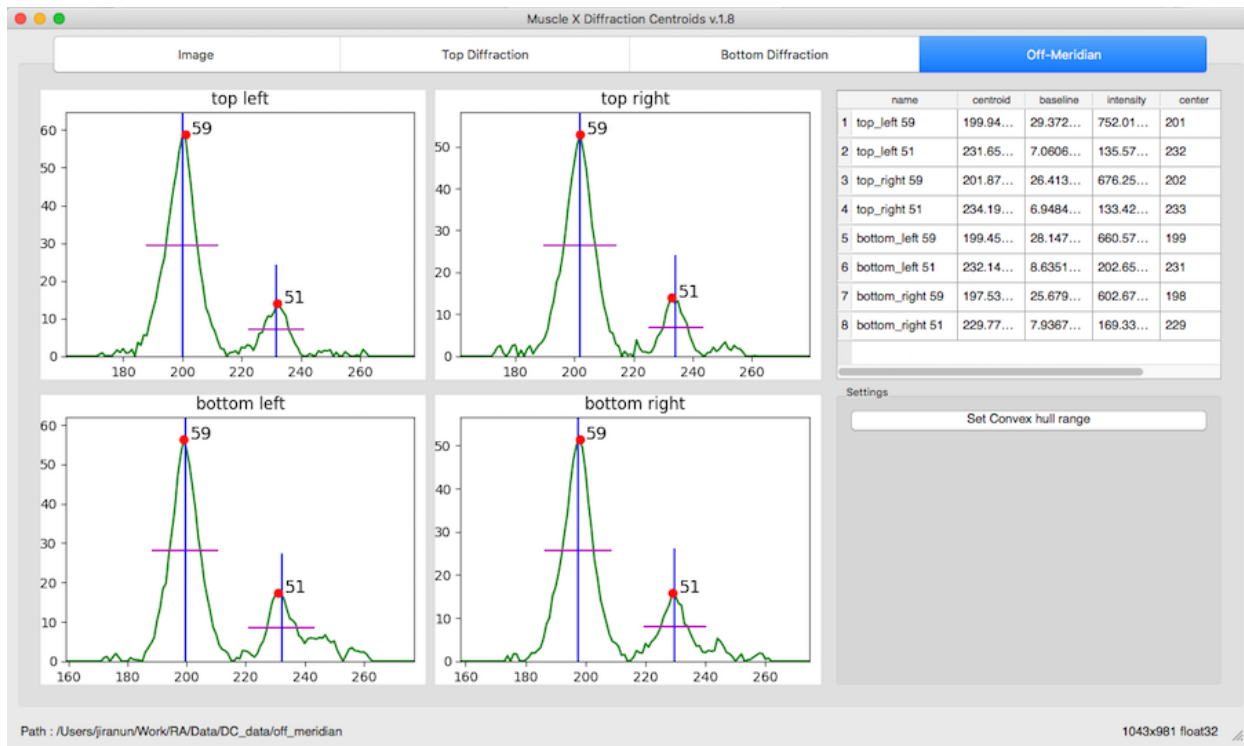 Muscle X Diffraction Centroids v.1.8
Image Top Diffraction Bottom Diffraction Off-Meridian
top left
59
51
60
50
40
30
20
10
0
180 200 220 240 260
top right
59
51
50
40
30
20
10
0
180 200 220 240 260
name centroid baseline intensity center
1 top_left 59 199.94... 29.372... 752.01... 201
2 top_left 51 231.65... 7.0606... 135.57... 232
3 top_right 59 201.87... 26.413... 676.25... 202
4 top_right 51 234.19... 6.9484... 133.42... 233
5 bottom_left 59 199.45... 28.147... 660.57... 199
6 bottom_left 51 232.14... 8.6351... 202.65... 231
7 bottom_right 59 197.53... 25.679... 602.67... 198
8 bottom_right 51 229.77... 7.9367... 169.33... 229
bottom left
59
51
60
50
40
30
20
10
0
160 180 200 220 240 260
bottom right
59
51
50
40
30
20
10
0
160 180 200 220 240 260
Settings
Set Convex hull range
Path : /Users/jiranun/Work/RA/Data/DC_data/off_meridian
1043x981 float32